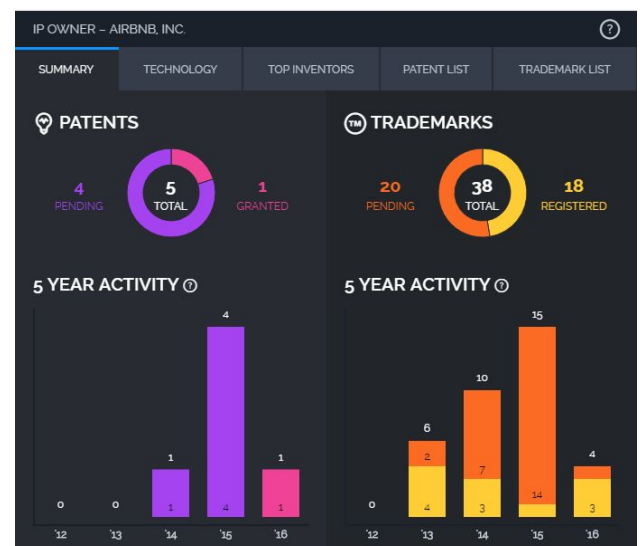 IP OWNER – AIRBNB, INC. ?
SUMMARY TECHNOLOGY TOP INVENTORS PATENT LIST TRADEMARK LIST
PATENTS
4 PENDING
5 TOTAL
1 GRANTED
5 YEAR ACTIVITY ?
4
1 1
0 0 1 4 1
'12 '13 '14 '15 '16
TM TRADEMARKS
20 PENDING
38 TOTAL
18 REGISTERED
5 YEAR ACTIVITY ?
15
10
6
2 4
7
14
0 4 3 3
'12 '13 '14 '15 '16